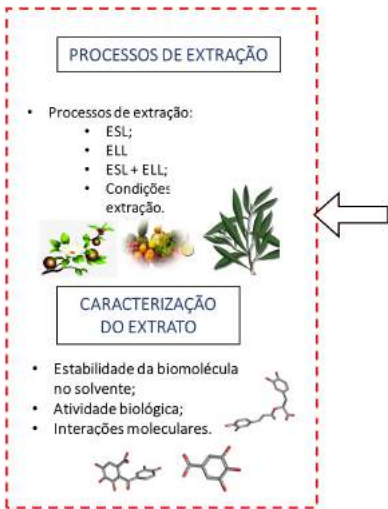 PROCESSOS DE EXTRAÇÃO
• Processos de extração:
• ESL;
• ELL
• ESL + ELL;
• Condições
extração.
CARACTERIZAÇÃO
DO EXTRATO
• Estabilidade da biomolécula
no solvente;
• Atividade biológica;
• Interações moleculares.